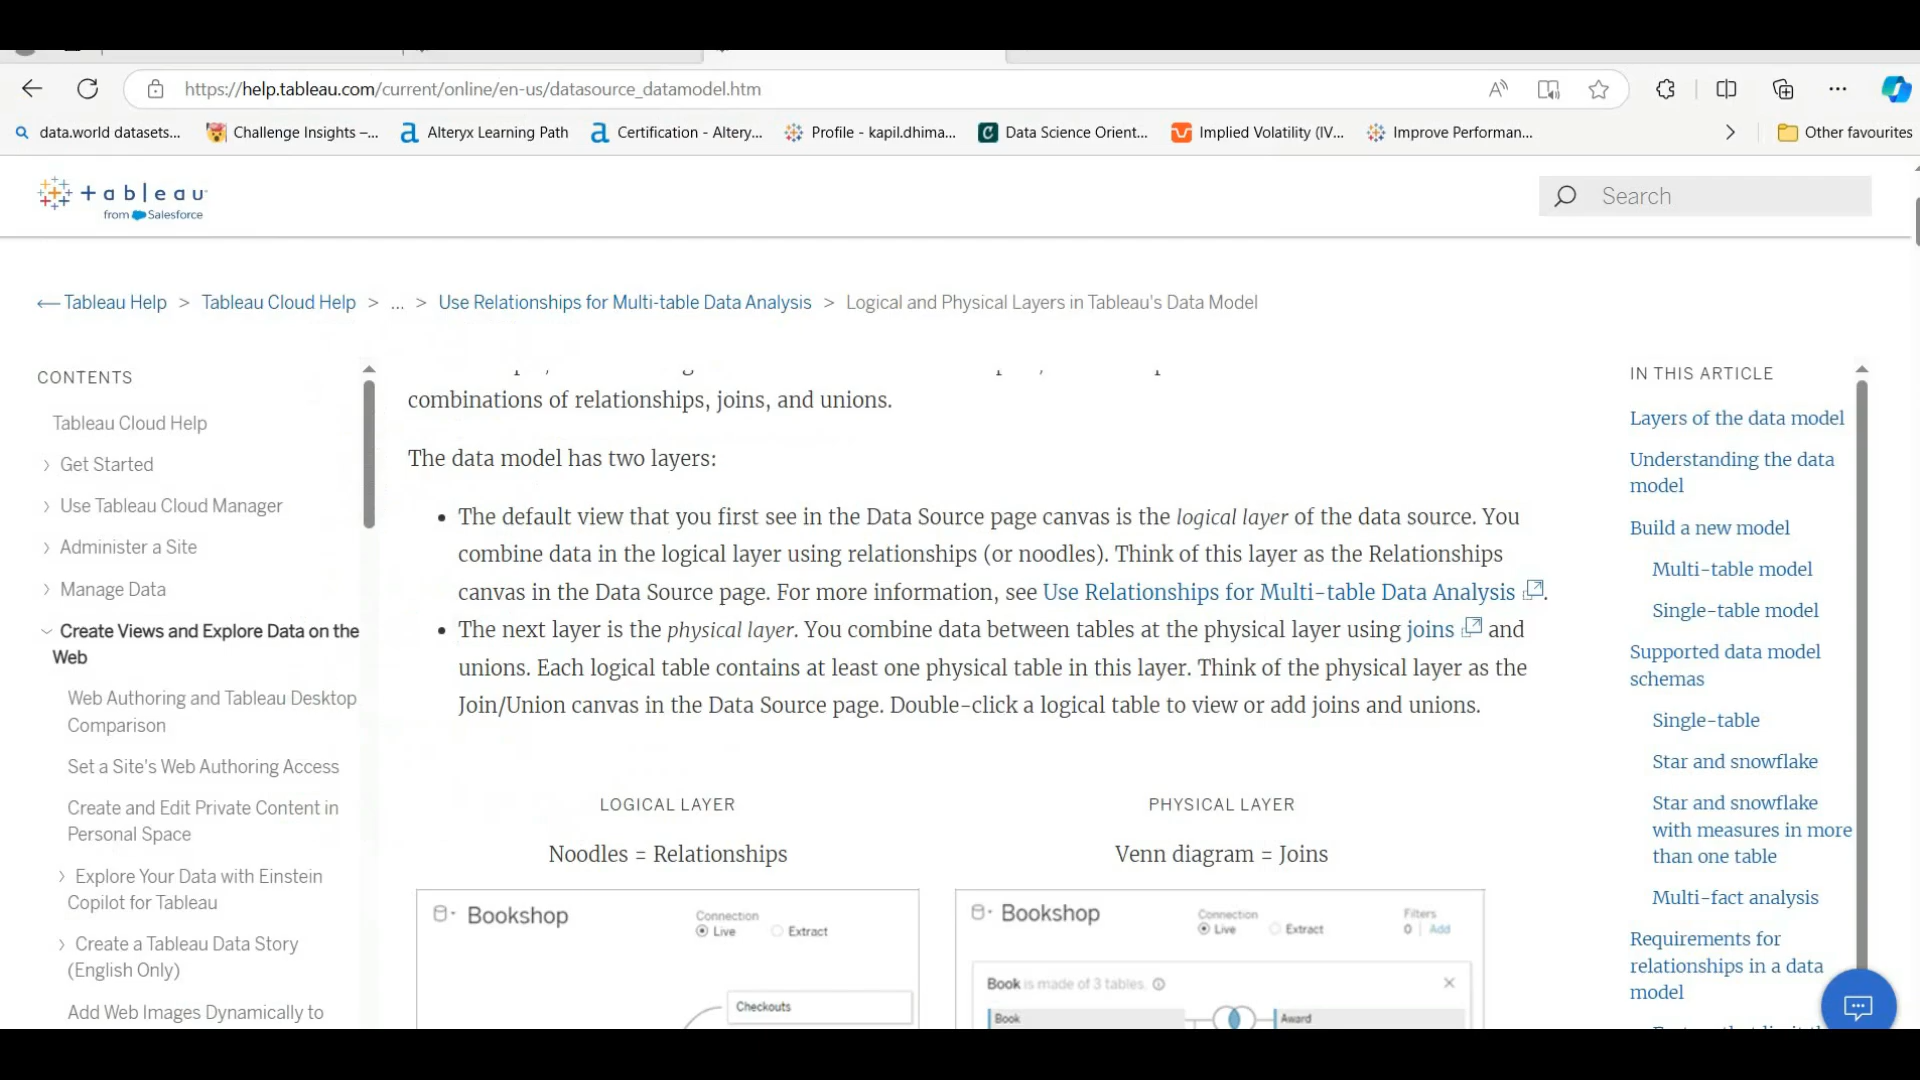 https://help.tableau.com/current/online/en-us/datasource_datamodel.htm
data.world datasets...
Challenge Insights –...
Alteryx Learning Path
Certification - Altery...
Profile - kapil.dhima...
Data Science Orient...
Implied Volatility (IV...
Improve Performan...
Other favourites
+ableau
from Salesforce
Search
Tableau Help > Tableau Cloud Help > ... > Use Relationships for Multi-table Data Analysis > Logical and Physical Layers in Tableau's Data Model
CONTENTS
Tableau Cloud Help
Get Started
Use Tableau Cloud Manager
Administer a Site
Manage Data
Create Views and Explore Data on the
Web
Web Authoring and Tableau Desktop
Comparison
Set a Site's Web Authoring Access
Create and Edit Private Content in
Personal Space
Explore Your Data with Einstein
Copilot for Tableau
Create a Tableau Data Story
(English Only)
Add Web Images Dynamically to
combinations of relationships, joins, and unions.
The data model has two layers:
• The default view that you first see in the Data Source page canvas is the logical layer of the data source. You
combine data in the logical layer using relationships (or noodles). Think of this layer as the Relationships
canvas in the Data Source page. For more information, see Use Relationships for Multi-table Data Analysis.
• The next layer is the physical layer. You combine data between tables at the physical layer using joins and
unions. Each logical table contains at least one physical table in this layer. Think of the physical layer as the
Join/Union canvas in the Data Source page. Double-click a logical table to view or add joins and unions.
LOGICAL LAYER
Noodles = Relationships
Bookshop
Connection
Live
Extract
Checkouts
PHYSICAL LAYER
Venn diagram = Joins
Bookshop
Connection
Live
Extract
Filters
0 | Add
Book is made of 3 tables.
Book
Award
IN THIS ARTICLE
Layers of the data model
Understanding the data
model
Build a new model
Multi-table model
Single-table model
Supported data model
schemas
Single-table
Star and snowflake
Star and snowflake
with measures in more
than one table
Multi-fact analysis
Requirements for
relationships in a data
model